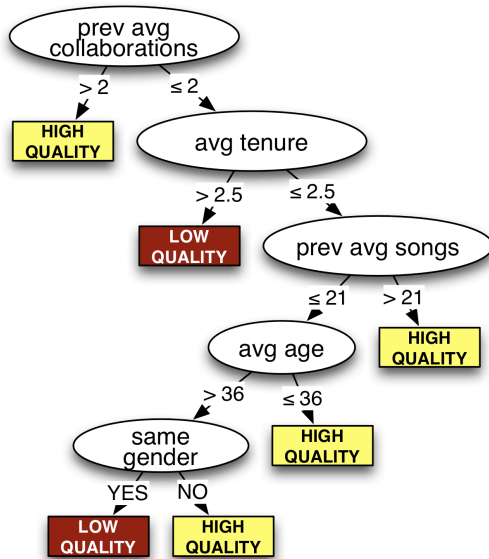 prev avg
collaborations
> 2
≤ 2
HIGH
QUALITY
avg tenure
> 2.5
≤ 2.5
LOW
QUALITY
prev avg songs
≤ 21
> 21
HIGH
QUALITY
avg age
> 36
≤ 36
HIGH
QUALITY
same
gender
YES
NO
LOW
QUALITY
HIGH
QUALITY